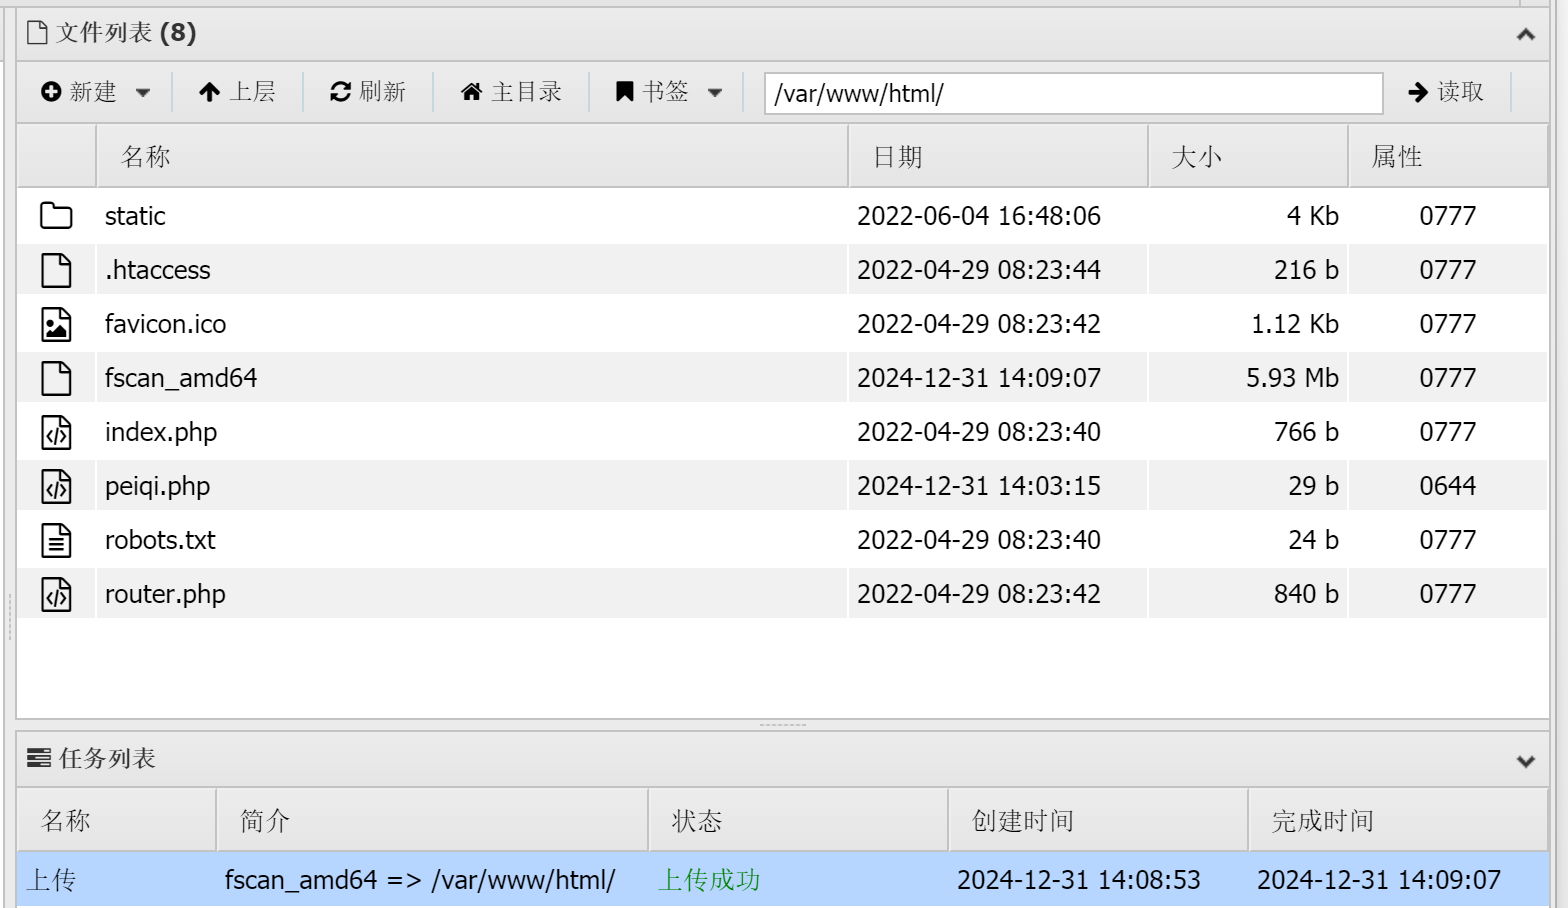 文件列表 (8)
新建 上层 刷新 主目录 书签 /var/www/html/ 读取
名称 日期 大小 属性
static 2022-06-04 16:48:06 4 Kb 0777
.htaccess 2022-04-29 08:23:44 216 b 0777
favicon.ico 2022-04-29 08:23:42 1.12 Kb 0777
fscan_amd64 2024-12-31 14:09:07 5.93 Mb 0777
index.php 2022-04-29 08:23:40 766 b 0777
peiqi.php 2024-12-31 14:03:15 29 b 0644
robots.txt 2022-04-29 08:23:40 24 b 0777
router.php 2022-04-29 08:23:42 840 b 0777
任务列表
名称 简介 状态 创建时间 完成时间
上传 fscan_amd64 => /var/www/html/ 上传成功 2024-12-31 14:08:53 2024-12-31 14:09:07